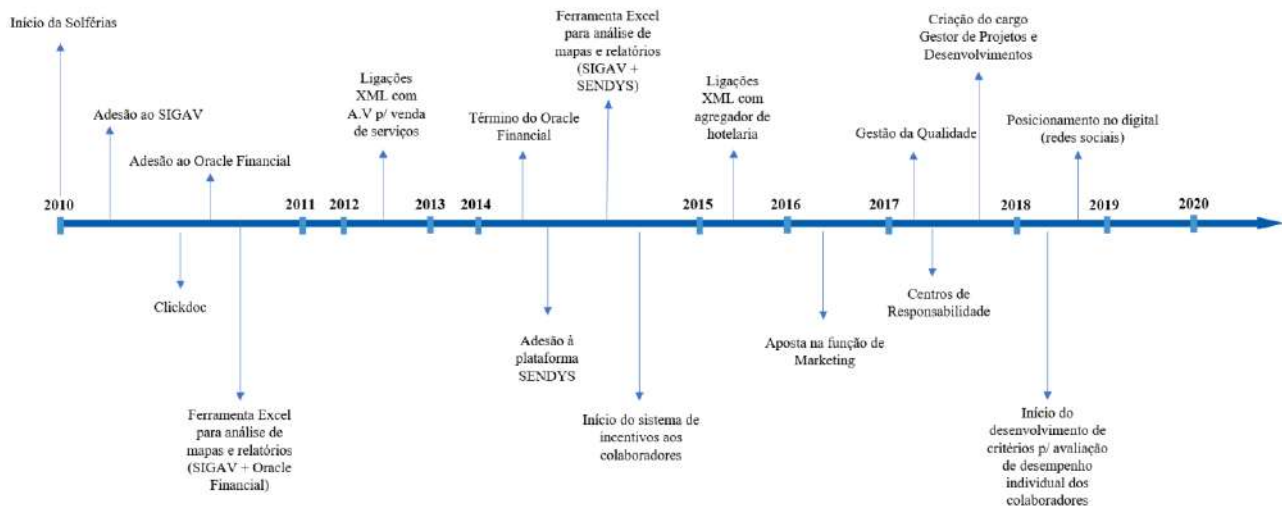 Início da Solférias
Adesão ao SIGAV
Adesão ao Oracle Financial
Ligações
XML com
A.V p/ venda
de serviços
Término do Oracle
Financial
Ferramenta Excel
para análise de
mapas e relatórios
(SIGAV +
SENDYS)
Ligações
XML com
agregador de
hotelaria
Gestão da Qualidade
Criação do cargo
Gestor de Projetos e
Desenvolvimentos
Posicionamento no digital
(redes sociais)
2010
2011
2012
2013
2014
2015
2016
2017
2018
2019
2020
Clickdoc
Ferramenta Excel
para análise de
mapas e relatórios
(SIGAV + Oracle
Financial)
Adesão à
plataforma
SENDYS
Início do sistema de
incentivos aos
colaboradores
Aposta na função de
Marketing
Centros de
Responsabilidade
Início do
desenvolvimento de
critérios p/ avaliação
de desempenho
individual dos
colaboradores